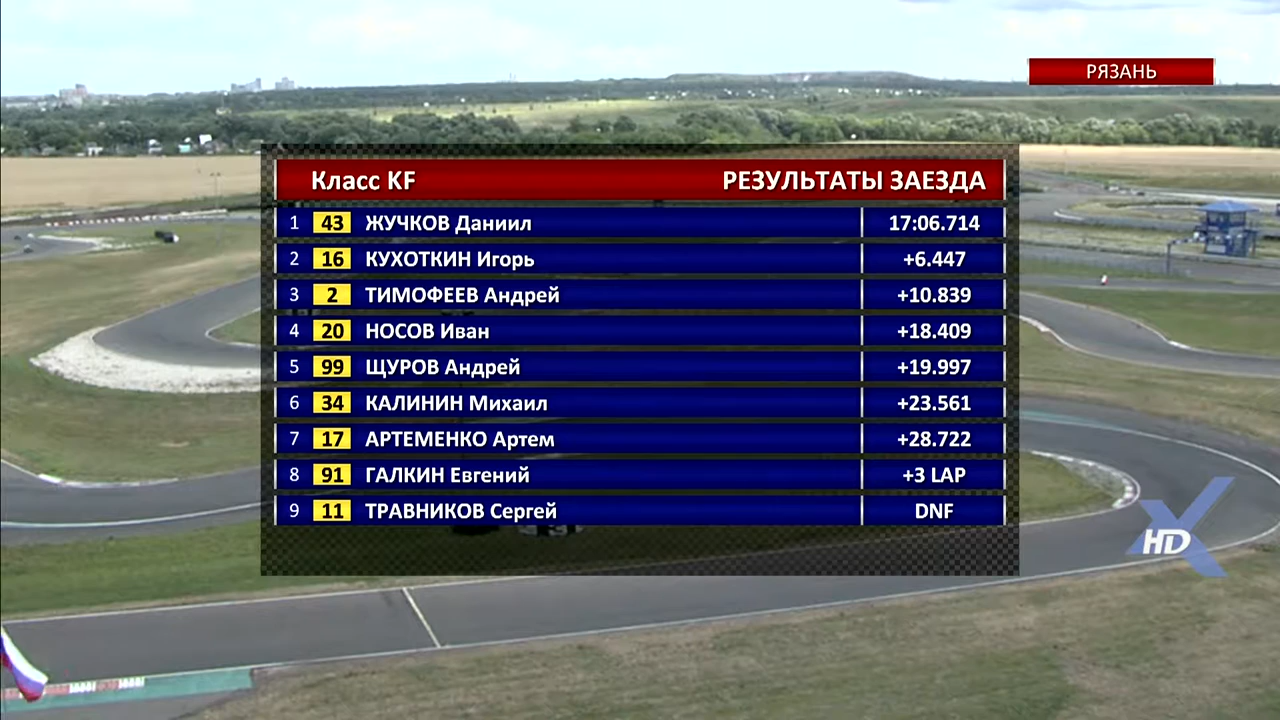 РЯЗАНЬ
Класс KF РЕЗУЛЬТАТЫ ЗАЕЗДА
1 43 ЖУЧКОВ Даниил 17:06.714
2 16 КУХОТКИН Игорь +6.447
3 2 ТИМОФЕЕВ Андрей +10.839
4 20 НОСОВ Иван +18.409
5 99 ЩУРОВ Андрей +19.997
6 34 КАЛИНИН Михаил +23.561
7 17 АРТЕМЕНКО Артем +28.722
8 91 ГАЛКИН Евгений +3 LAP
9 11 ТРАВНИКОВ Сергей DNF
X HD